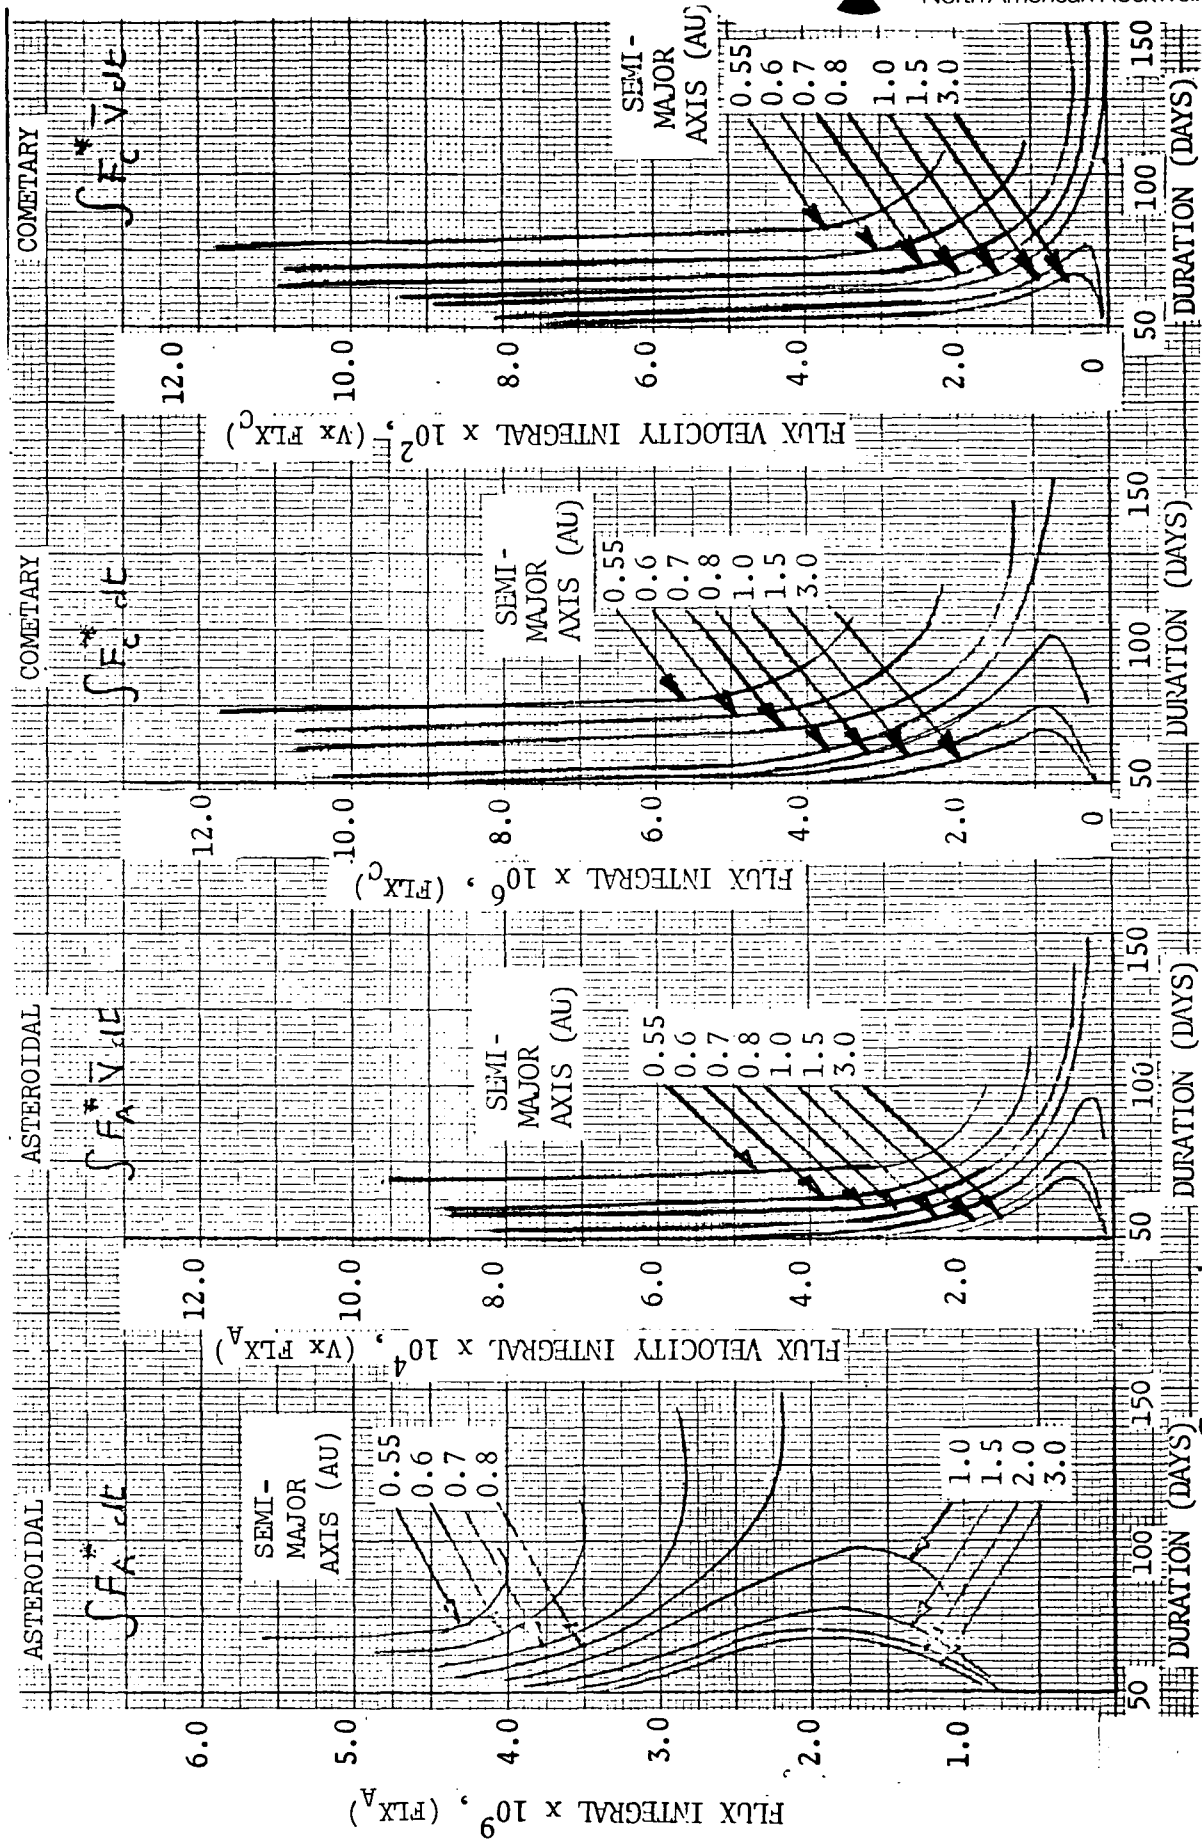 North American Rockwell
ASTEROIDAL
∫ F_A* dt
FLUX INTEGRAL x 10^9, (FLX_A)
6.0
5.0
4.0
3.0
2.0
1.0
SEMI-
MAJOR
AXIS (AU)
0.55
0.6
0.7
0.8
1.0
1.5
2.0
3.0
50
100
150
DURATION (DAYS)
ASTEROIDAL
∫ F_A* V̄ dt
FLUX VELOCITY INTEGRAL x 10^4, (Vx FLX_A)
12.0
10.0
8.0
6.0
4.0
2.0
SEMI-
MAJOR
AXIS (AU)
0.55
0.6
0.7
0.8
1.0
1.5
3.0
50
100
150
DURATION (DAYS)
COMETARY
∫ F_C* dt
FLUX INTEGRAL x 10^6, (FLX_C)
12.0
10.0
8.0
6.0
4.0
2.0
0
SEMI-
MAJOR
AXIS (AU)
0.55
0.6
0.7
0.8
1.0
1.5
3.0
50
100
150
DURATION (DAYS)
COMETARY
∫ F_C* V̄ dt
FLUX VELOCITY INTEGRAL x 10^2, (Vx FLX_C)
12.0
10.0
8.0
6.0
4.0
2.0
0
SEMI-
MAJOR
AXIS (AU)
0.55
0.6
0.7
0.8
1.0
1.5
3.0
50
100
150
DURATION (DAYS)